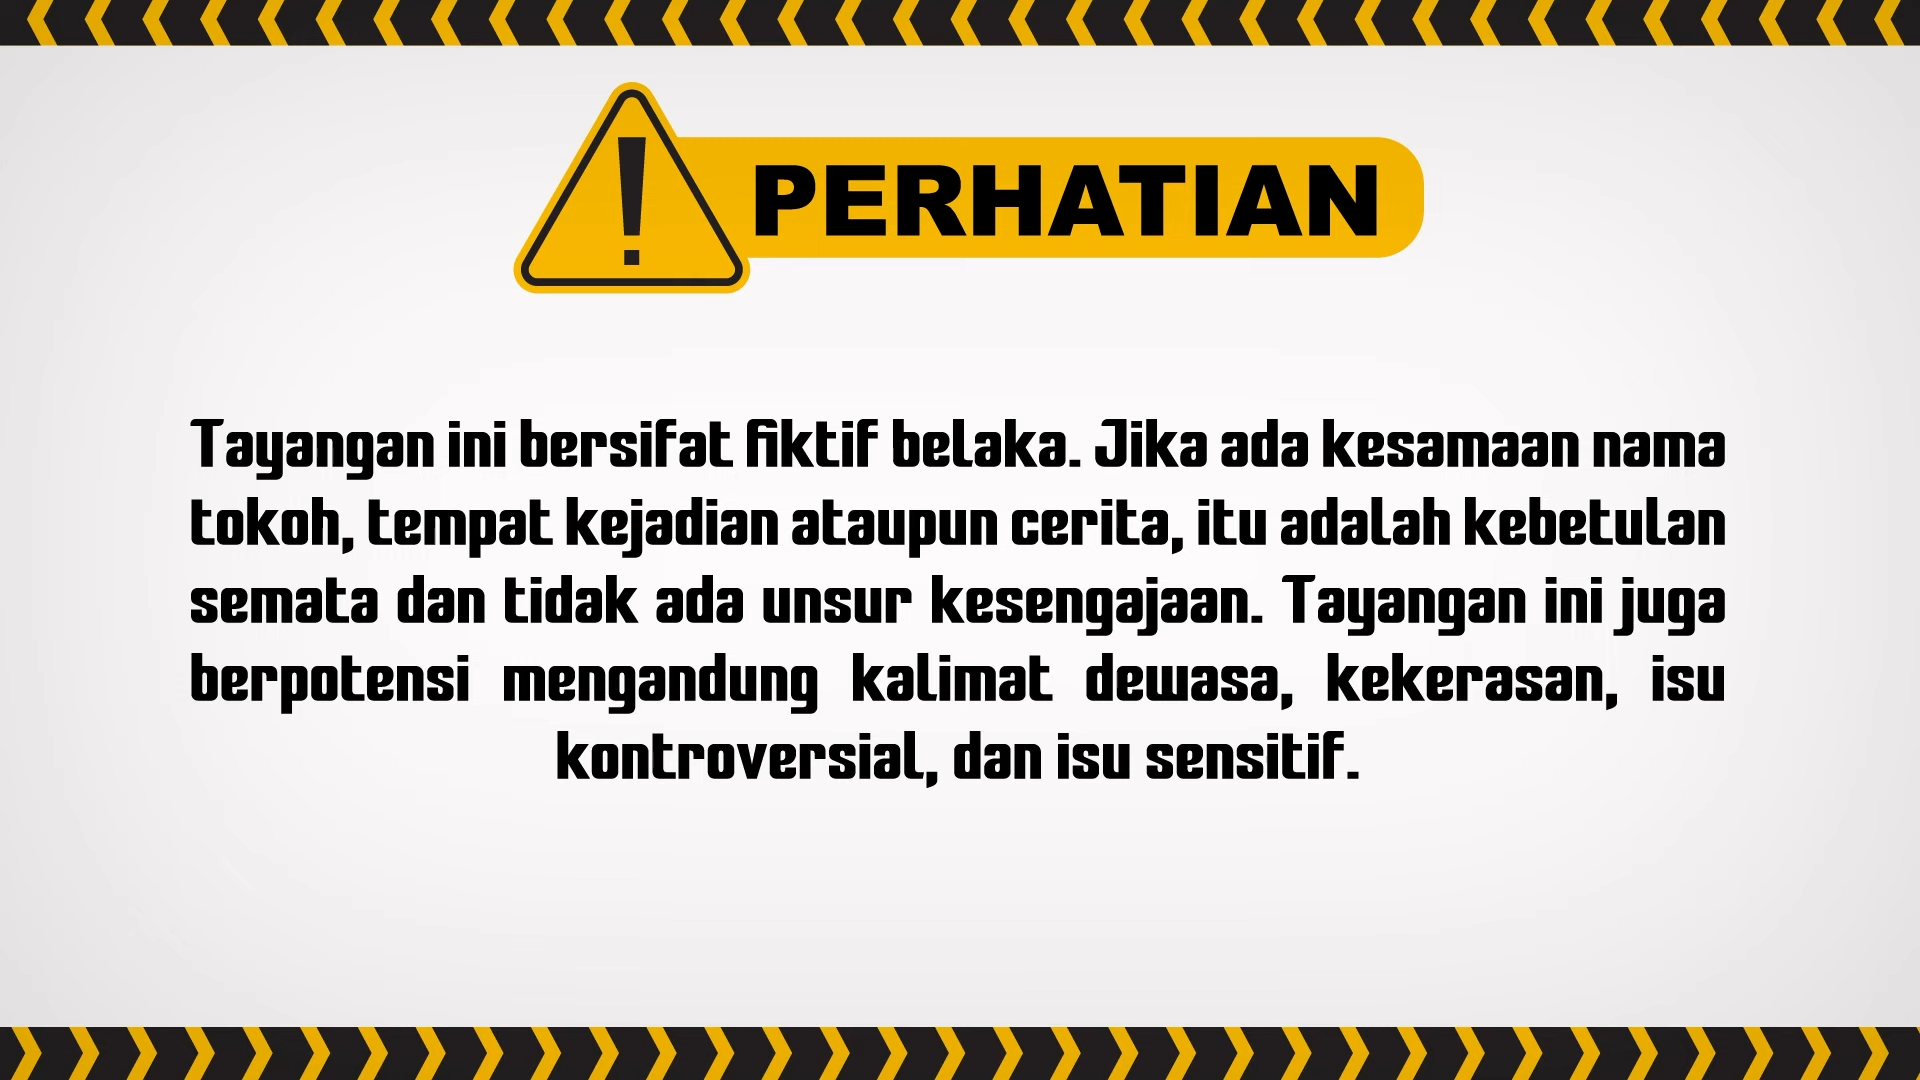 PERHATIAN
Tayangan ini bersifat fiktif belaka. Jika ada kesamaan nama
tokoh, tempat kejadian ataupun cerita, itu adalah kebetulan
semata dan tidak ada unsur kesengajaan. Tayangan ini juga
berpotensi mengandung kalimat dewasa, kekerasan, isu
kontroversial, dan isu sensitif.